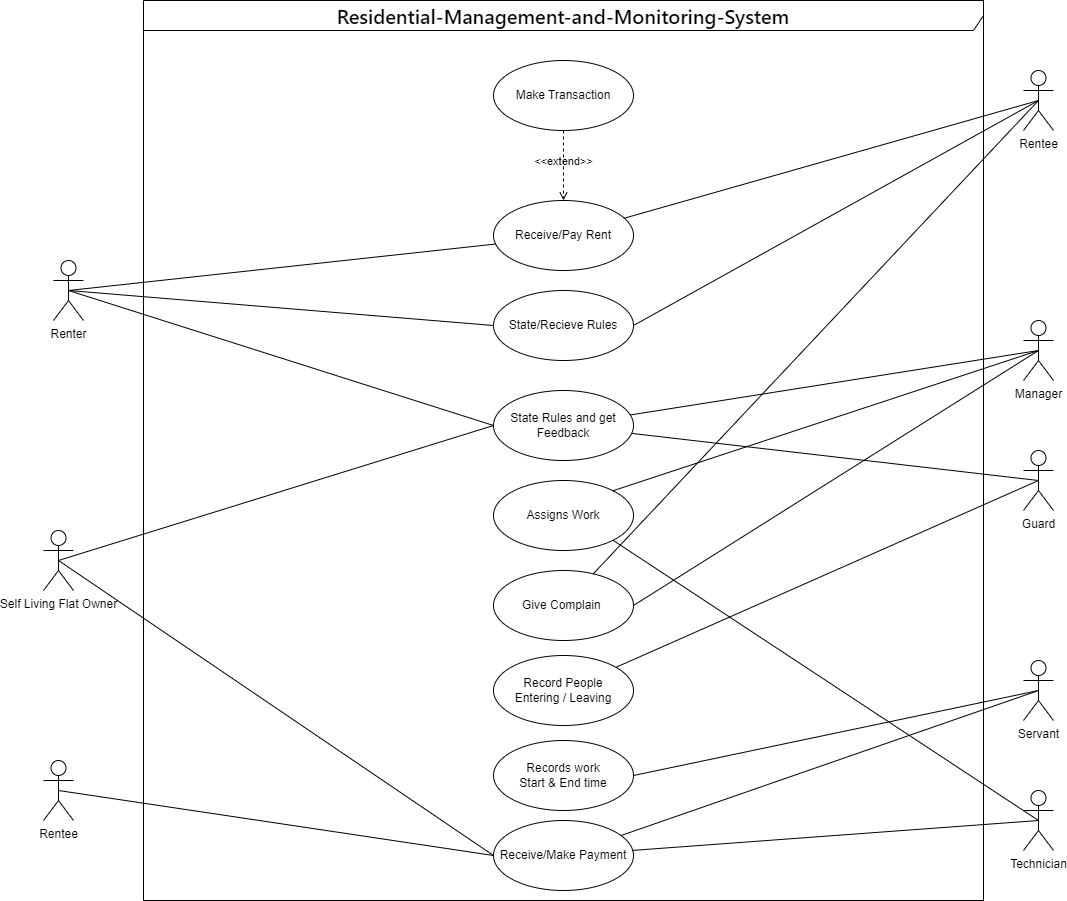 Residential-Management-and-Monitoring-System
Make Transaction
<<extend>>
Rentee
Receive/Pay Rent
Renter
State/Recieve Rules
Manager
State Rules and get
Feedback
Assigns Work
Guard
Self Living Flat Owner
Give Complain
Record People
Entering / Leaving
Servant
Records work
Start & End time
Rentee
Receive/Make Payment
Technician